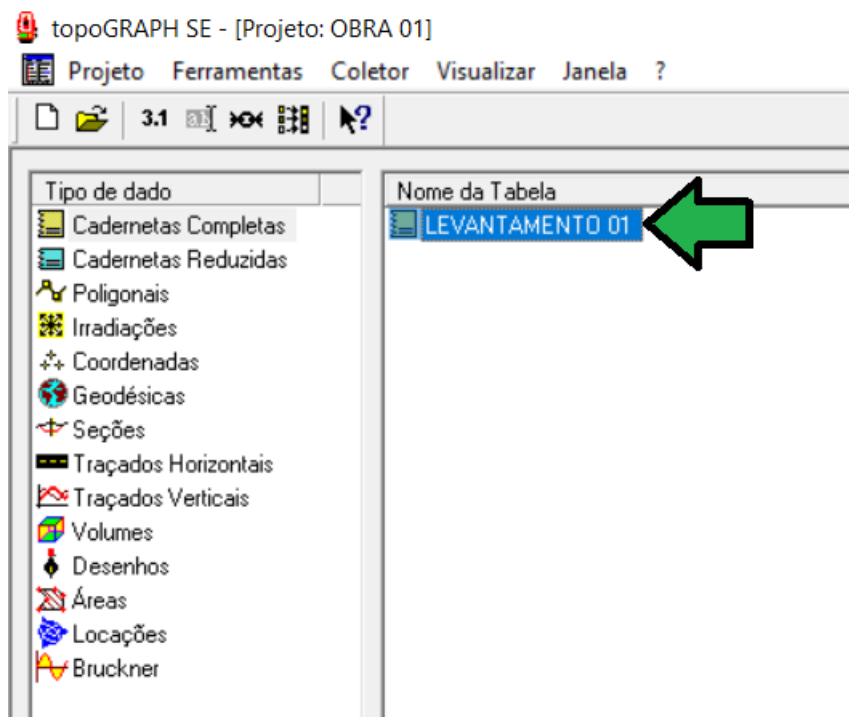 topoGRAPH SE - [Projeto: OBRA 01]
Projeto Ferramentas Coletor Visualizar Janela ?
3.1 ab ?
Tipo de dado
Nome da Tabela
Cadernetas Completas
LEVANTAMENTO 01
Cadernetas Reduzidas
Poligonais
Irradiações
Coordenadas
Geodésicas
Seções
Traçados Horizontais
Traçados Verticais
Volumes
Desenhos
Áreas
Locações
Bruckner